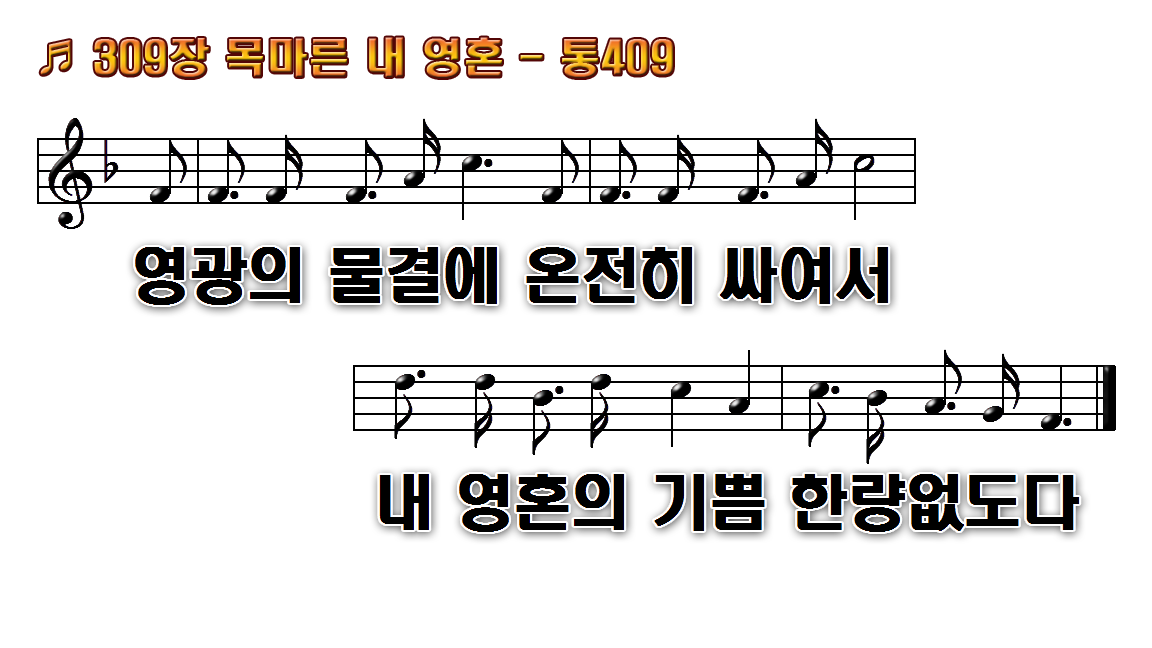 309장 목마른 내 영혼 - 통409
영광의 물결에 온전히 싸여서
내 영혼의 기쁨 한량없도다